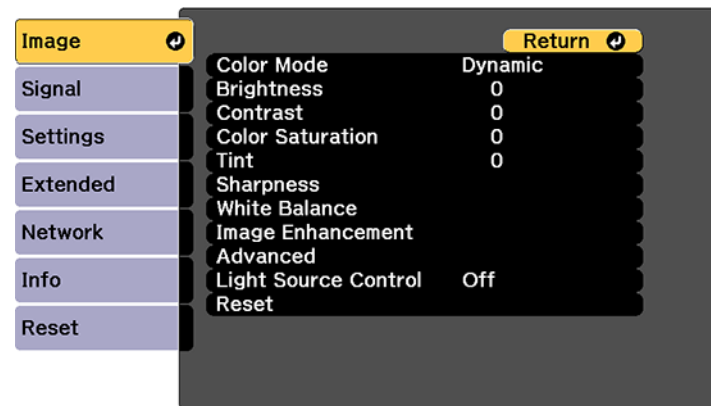 Image
Signal
Settings
Extended
Network
Info
Reset
Return
Color Mode Dynamic
Brightness 0
Contrast 0
Color Saturation 0
Tint 0
Sharpness
White Balance
Image Enhancement
Advanced
Light Source Control Off
Reset